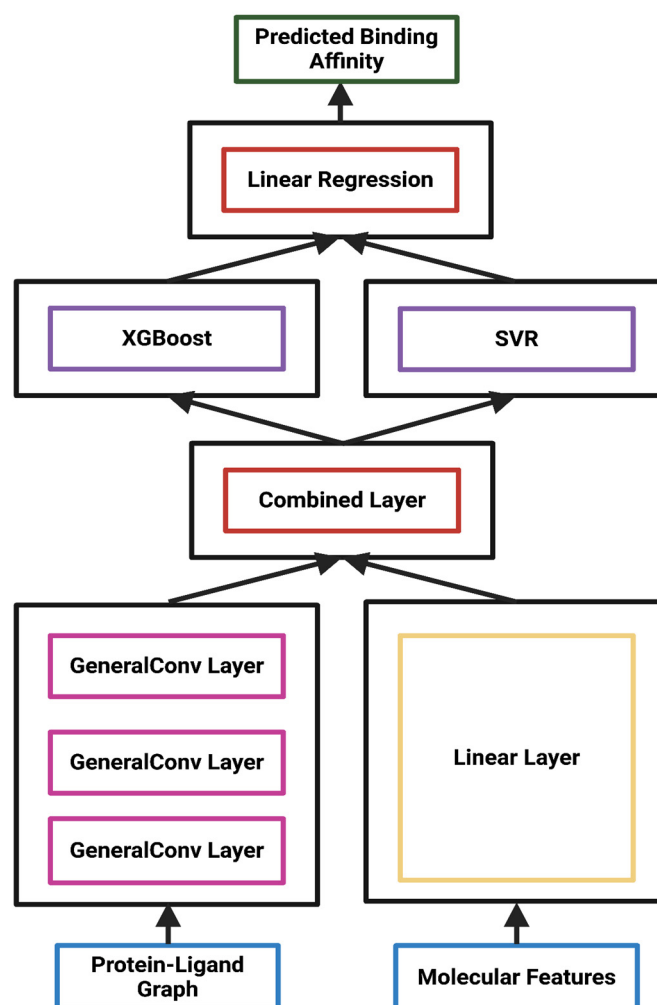 Predicted Binding
Affinity
Linear Regression
XGBoost
SVR
Combined Layer
GeneralConv Layer
GeneralConv Layer
GeneralConv Layer
Linear Layer
Protein-Ligand
Graph
Molecular Features